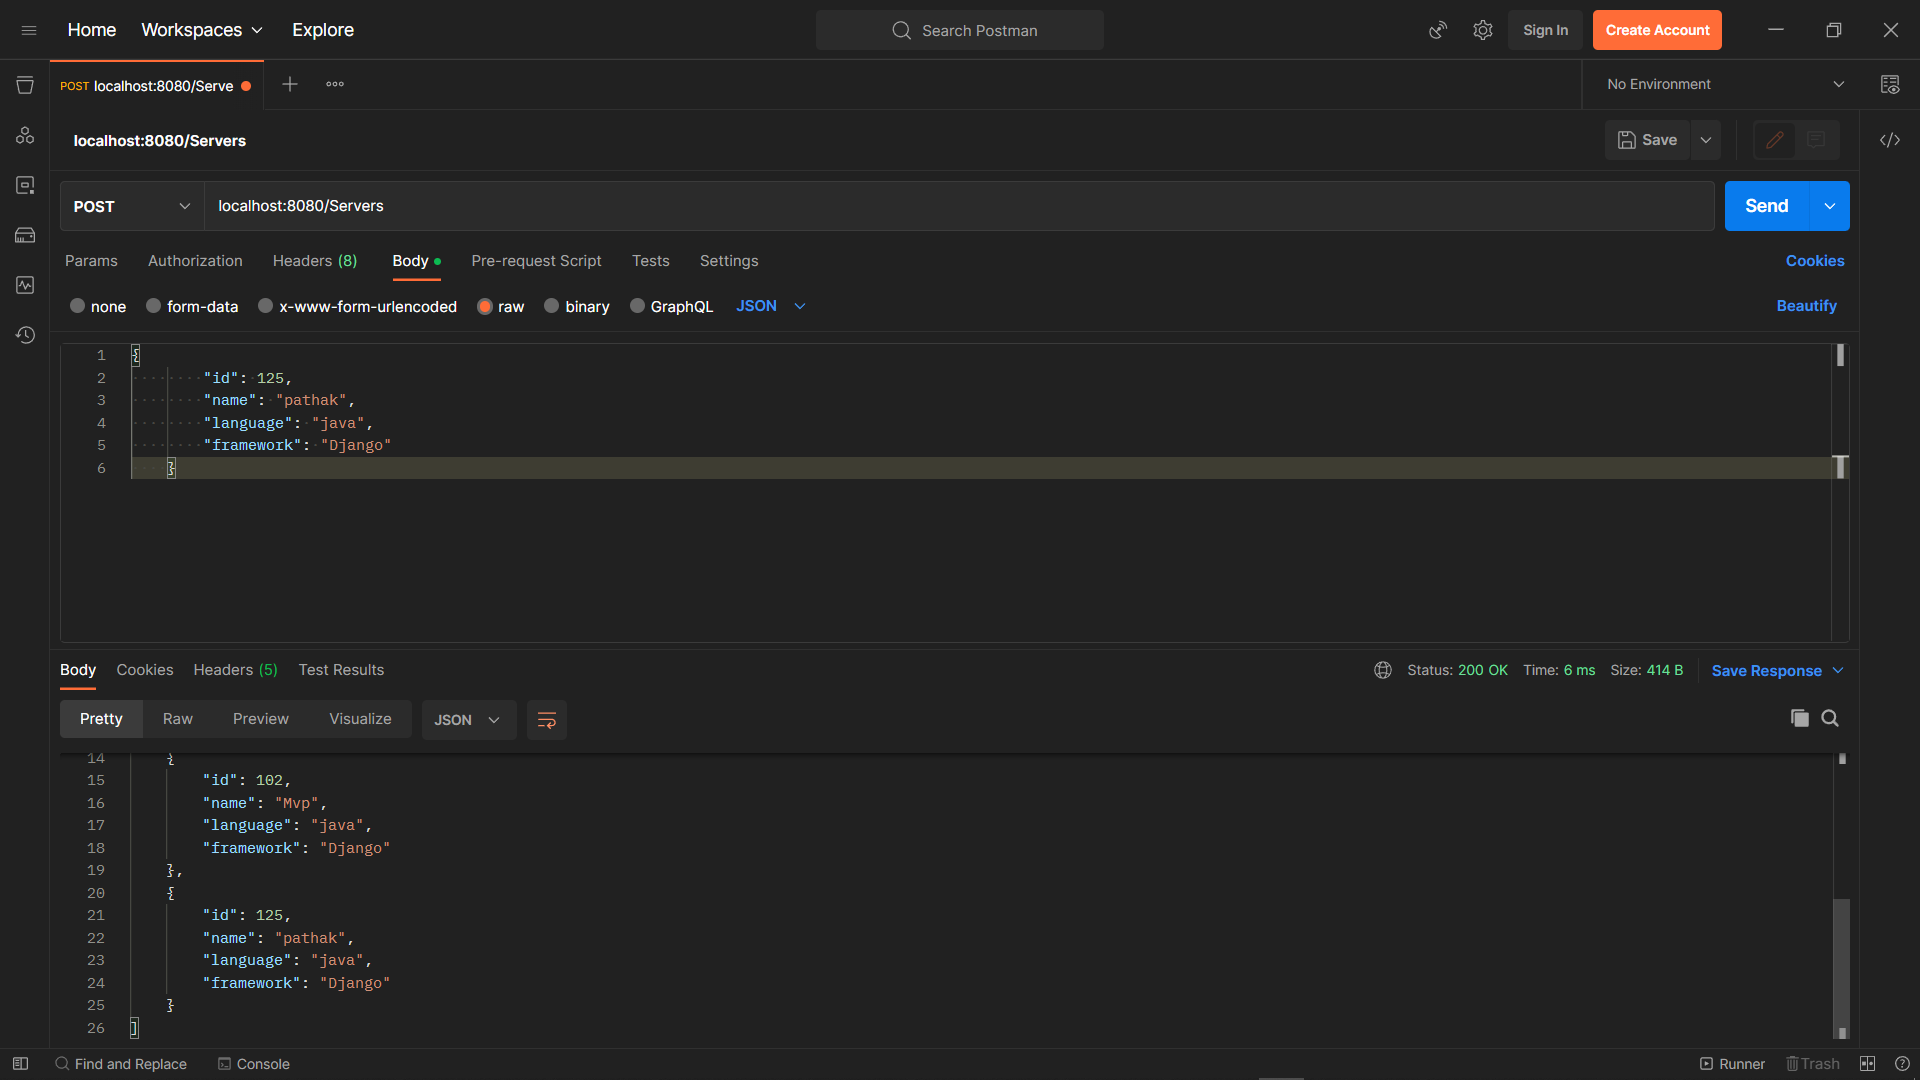 Home Workspaces Explore Search Postman Sign In Create Account
POST localhost:8080/Serve No Environment
localhost:8080/Servers Save
POST localhost:8080/Servers Send
Params Authorization Headers (8) Body Pre-request Script Tests Settings Cookies
none form-data x-www-form-urlencoded raw binary GraphQL JSON Beautify
1 {
2 "id": 125,
3 "name": "pathak",
4 "language": "java",
5 "framework": "Django"
6 }
Body Cookies Headers (5) Test Results Status: 200 OK Time: 6 ms Size: 414 B Save Response
Pretty Raw Preview Visualize JSON
14 {
15 "id": 102,
16 "name": "Mvp",
17 "language": "java",
18 "framework": "Django"
19 },
20 {
21 "id": 125,
22 "name": "pathak",
23 "language": "java",
24 "framework": "Django"
25 }
26 ]
Find and Replace Console Runner Trash